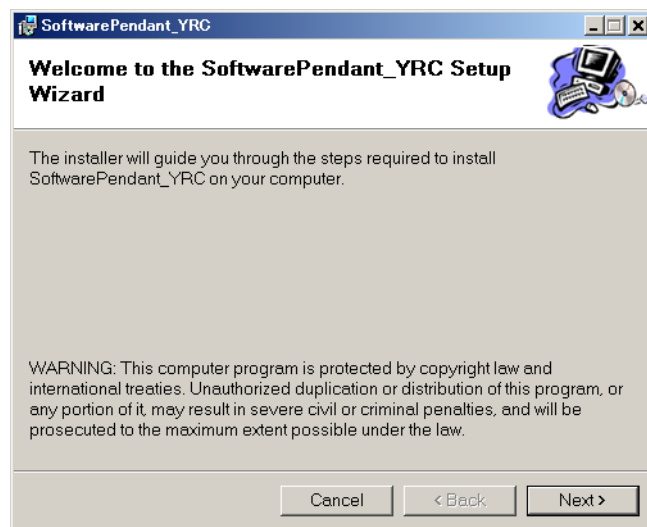 SoftwarePendant_YRC
Welcome to the SoftwarePendant_YRC Setup
Wizard
The installer will guide you through the steps required to install
SoftwarePendant_YRC on your computer.
WARNING: This computer program is protected by copyright law and
international treaties. Unauthorized duplication or distribution of this program, or
any portion of it, may result in severe civil or criminal penalties, and will be
prosecuted to the maximum extent possible under the law.
Cancel
< Back
Next >